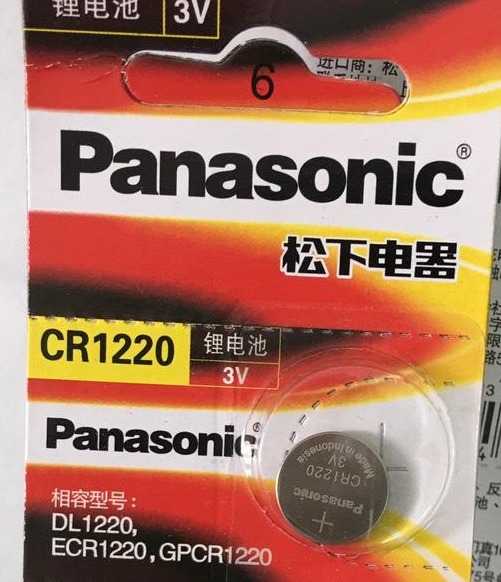 锂电池 3V
6
进口商：松
Panasonic®
松下电器
CR1220 锂电池
3V
Panasonic®
Made in Indonesia
3V
CR1220
Panasonic
+
相容型号：
DL1220,
ECR1220, GPCR1220